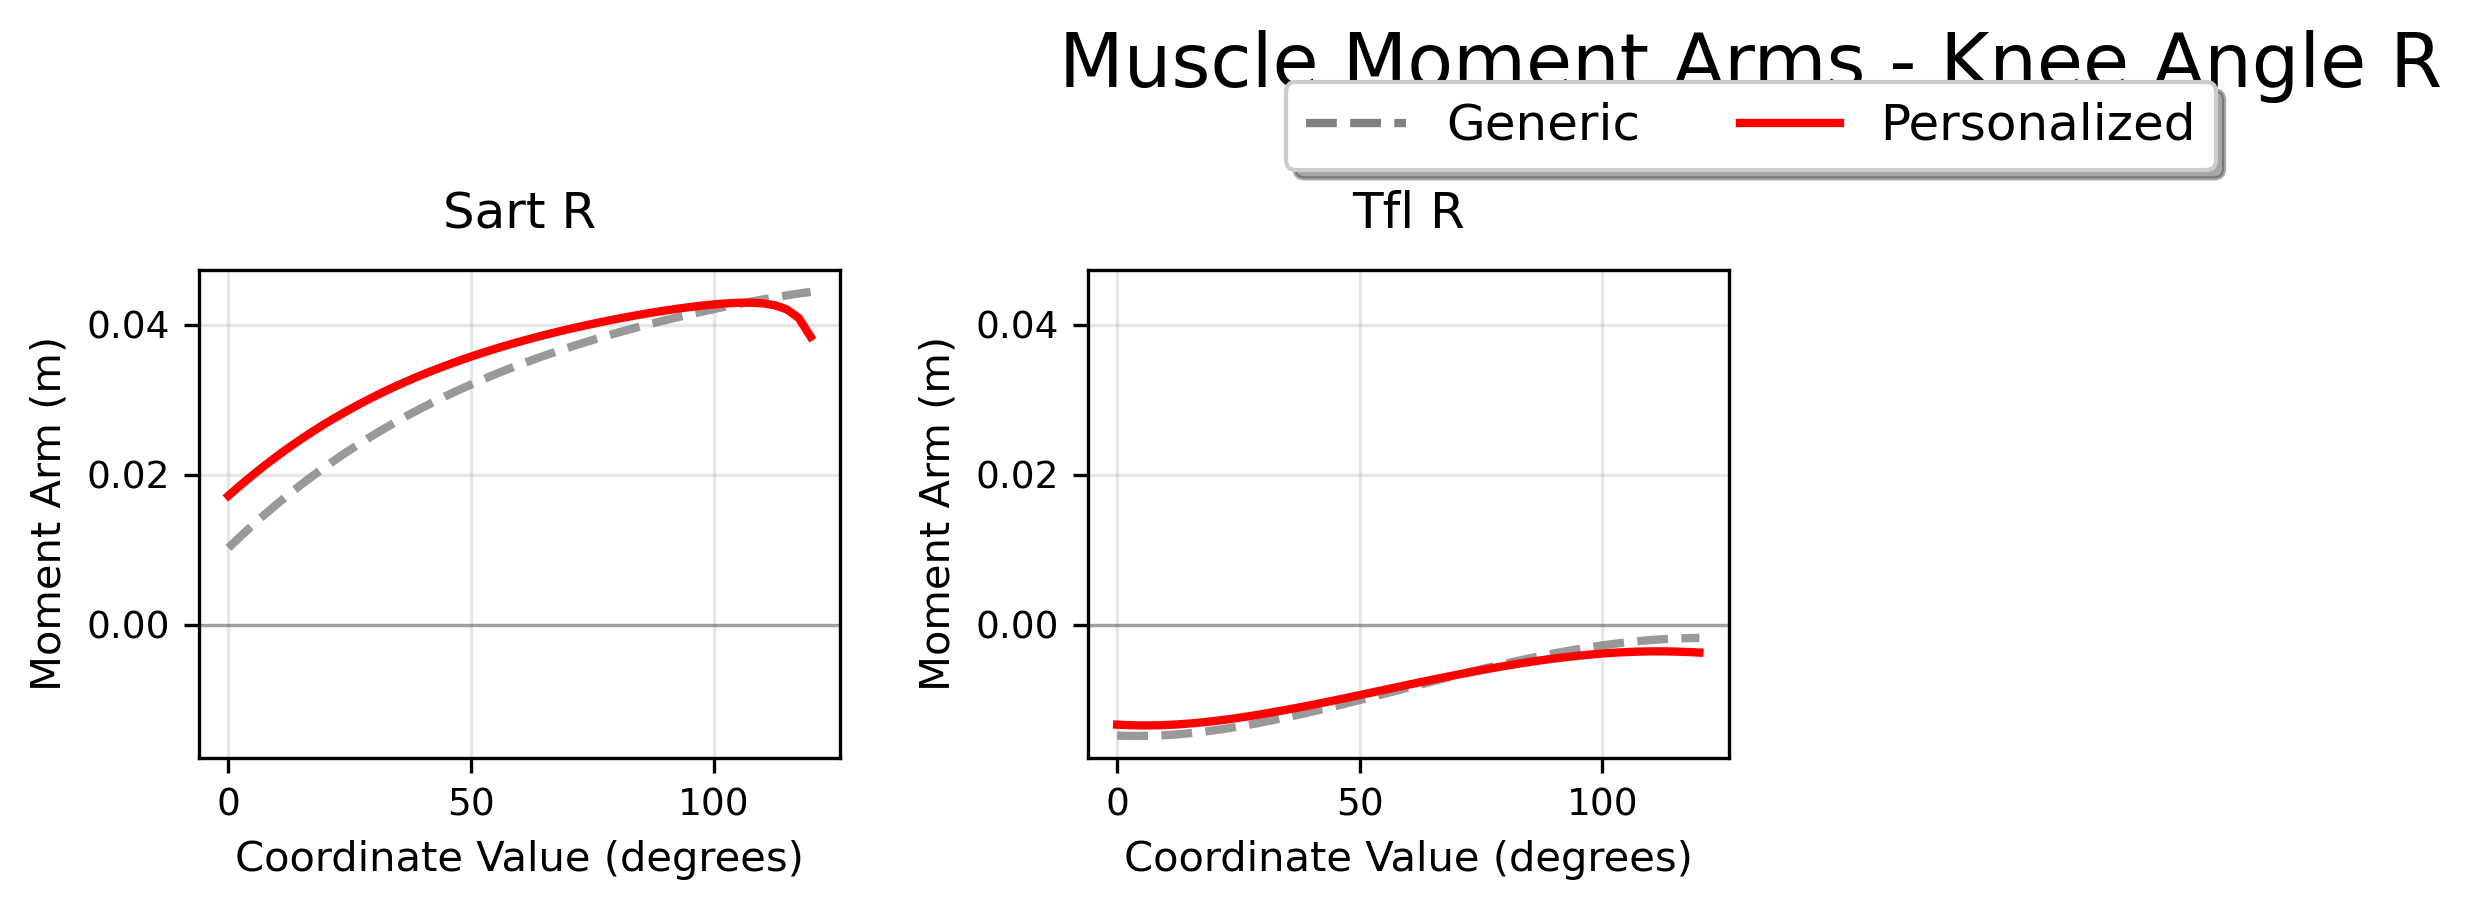 Muscle Moment Arms - Knee Angle R
Generic Personalized
Sart R
Moment Arm (m)
0.04
0.02
0.00
0 50 100
Coordinate Value (degrees)
Tfl R
Moment Arm (m)
0.04
0.02
0.00
0 50 100
Coordinate Value (degrees)